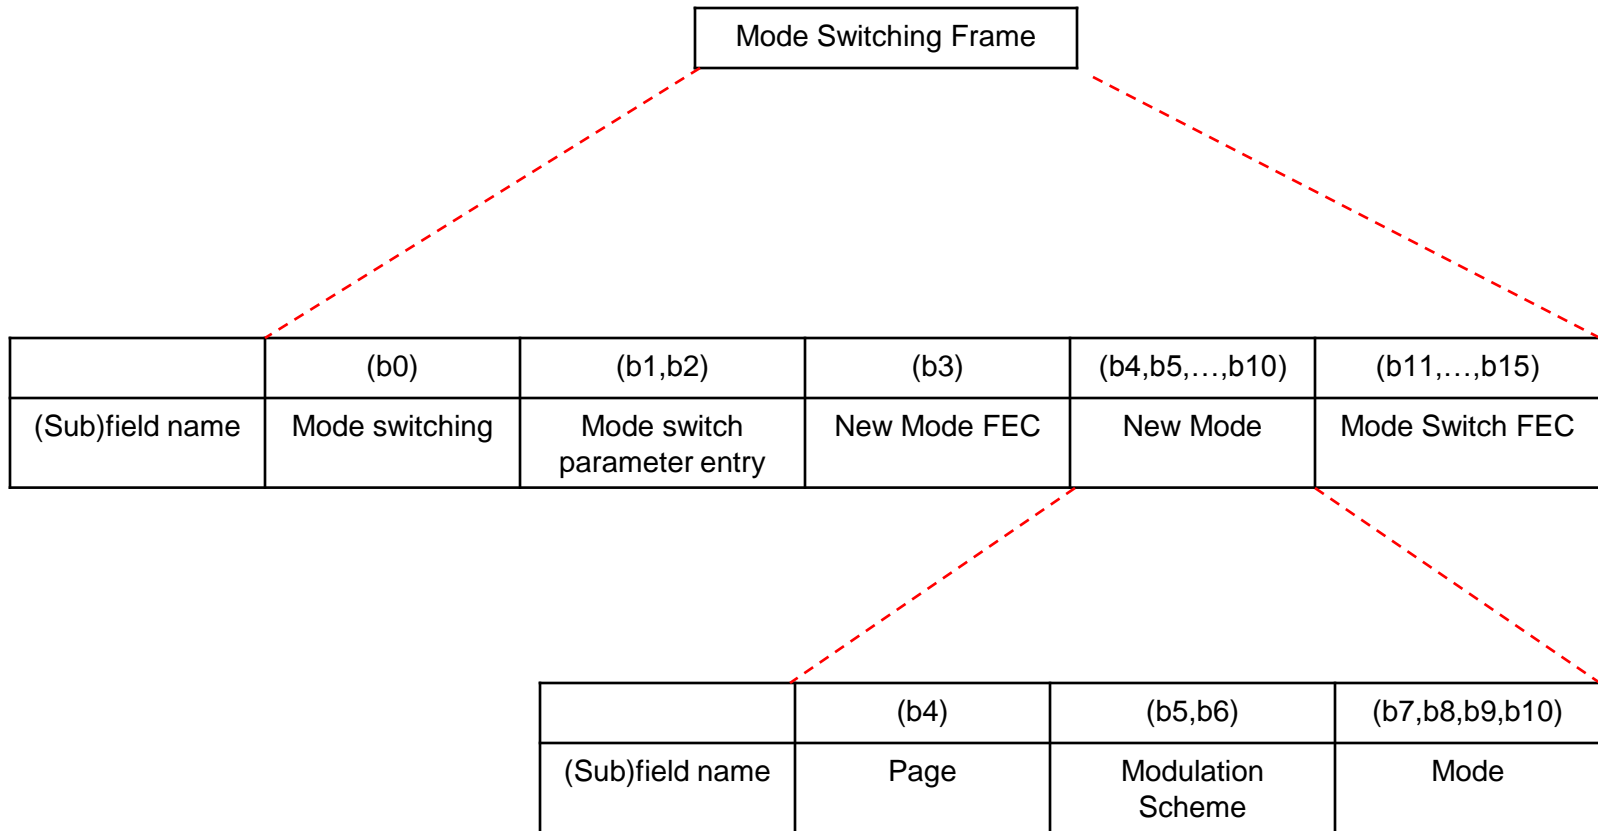 Mode Switching Frame
(b0) (b1,b2) (b3) (b4,b5,…,b10) (b11,…,b15)
(Sub)field name Mode switching Mode switch New Mode FEC New Mode Mode Switch FEC
parameter entry
(b4) (b5,b6) (b7,b8,b9,b10)
(Sub)field name Page Modulation Mode
Scheme